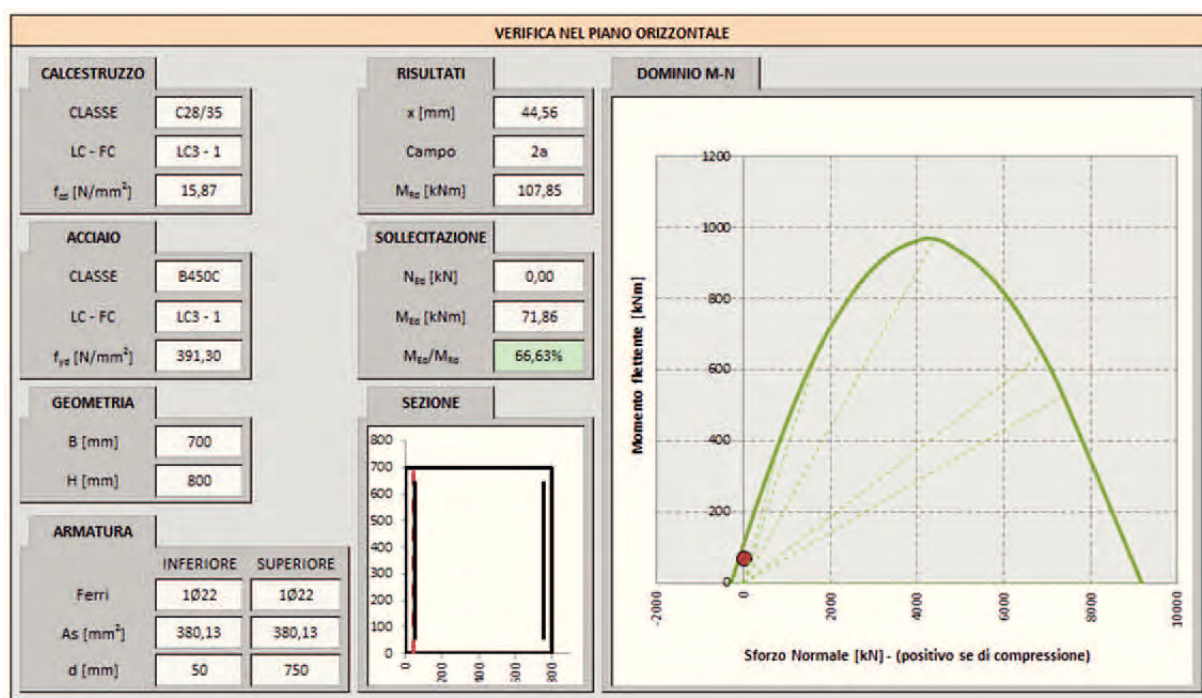 VERIFICA NEL PIANO ORIZZONTALE
CALCESTRUZZO
CLASSE C28/35
LC - FC LC3 - 1
fcd [N/mm²] 15,87
ACCIAIO
CLASSE B450C
LC - FC LC3 - 1
fyd [N/mm²] 391,30
GEOMETRIA
B [mm] 700
H [mm] 800
ARMATURA
INFERIORE SUPERIORE
Ferri 1Ø22 1Ø22
As [mm²] 380,13 380,13
d [mm] 50 750
RISULTATI
x [mm] 44,56
Campo 2a
MRd [kNm] 107,85
SOLLECITAZIONE
NEd [kN] 0,00
MEd [kNm] 71,86
MEd/MRd 66,63%
SEZIONE
800
700
600
500
400
300
200
100
0
0 200 400 600 800
DOMINIO M-N
1200
1000
800
600
400
200
0
Momento flettente [kNm]
-2000 0 2000 4000 6000 8000 10000
Sforzo Normale [kN] - (positivo se di compressione)